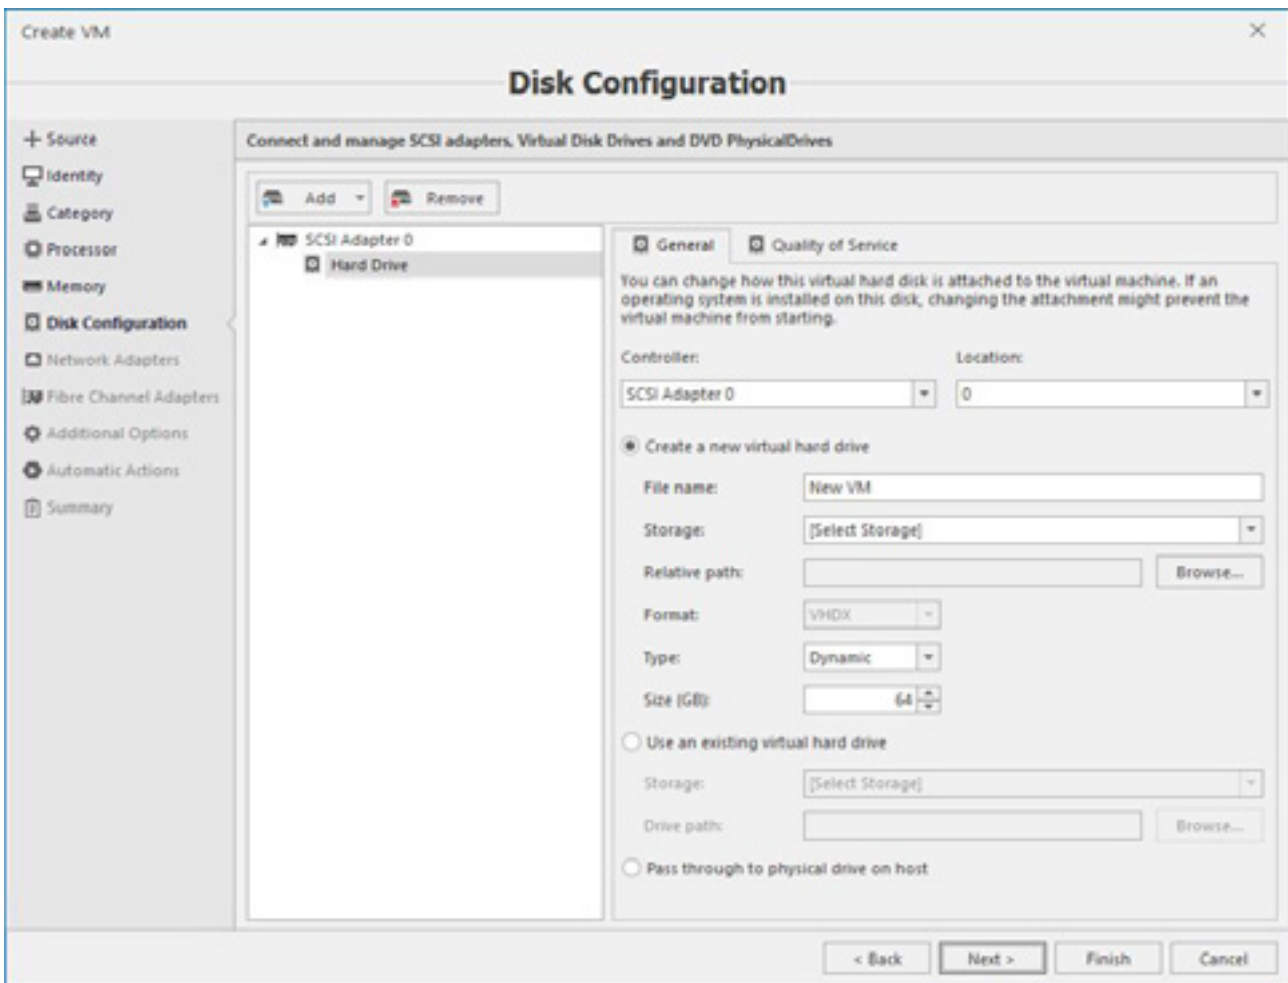 Create VM
Disk Configuration
Source
Identity
Category
Processor
Memory
Disk Configuration
Network Adapters
Fibre Channel Adapters
Additional Options
Automatic Actions
Summary
Connect and manage SCSI adapters, Virtual Disk Drives and DVD PhysicalDrives
Add
Remove
SCSI Adapter 0
Hard Drive
General
Quality of Service
You can change how this virtual hard disk is attached to the virtual machine. If an
operating system is installed on this disk, changing the attachment might prevent the
virtual machine from starting.
Controller: Location:
SCSI Adapter 0 0
Create a new virtual hard drive
File name: New VM
Storage: [Select Storage]
Relative path: Browse...
Format: VHDX
Type: Dynamic
Size (GB): 64
Use an existing virtual hard drive
Storage: [Select Storage]
Drive path: Browse...
Pass through to physical drive on host
< Back Next > Finish Cancel